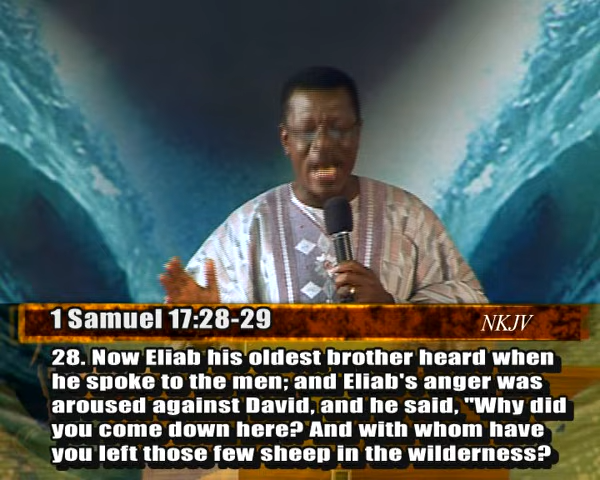 1 Samuel 17:28-29
NKJV
28. Now Eliab his oldest brother heard when
he spoke to the men; and Eliab's anger was
aroused against David, and he said, "Why did
you come down here? And with whom have
you left those few sheep in the wilderness?